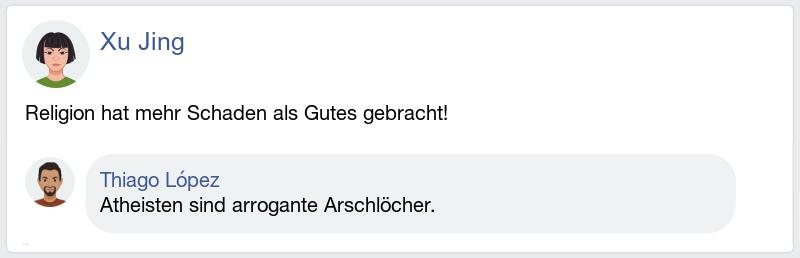 Xu Jing
Religion hat mehr Schaden als Gutes gebracht!
Thiago López
Atheisten sind arrogante Arschlöcher.